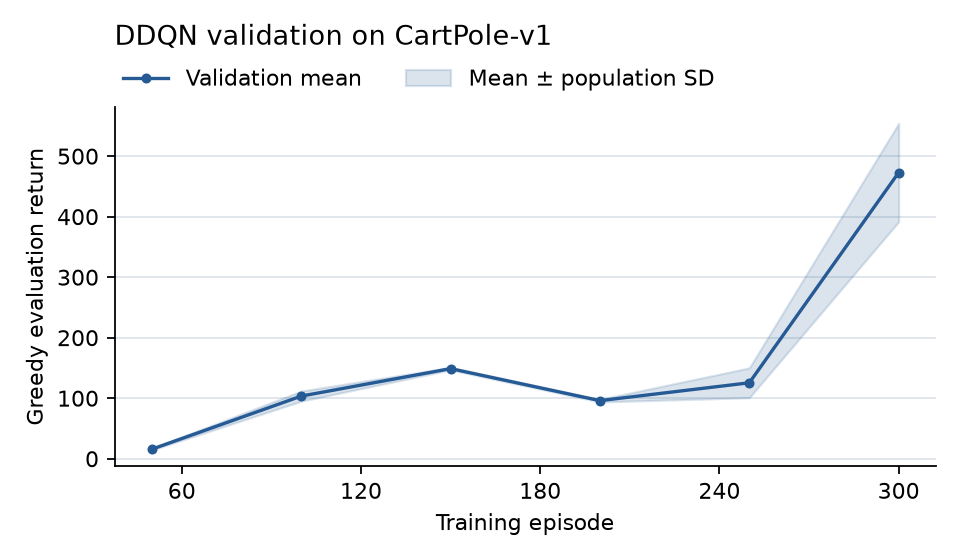 DDQN validation on CartPole-v1
Validation mean
Mean ± population SD
Greedy evaluation return
500
400
300
200
100
0
60
120
180
240
300
Training episode